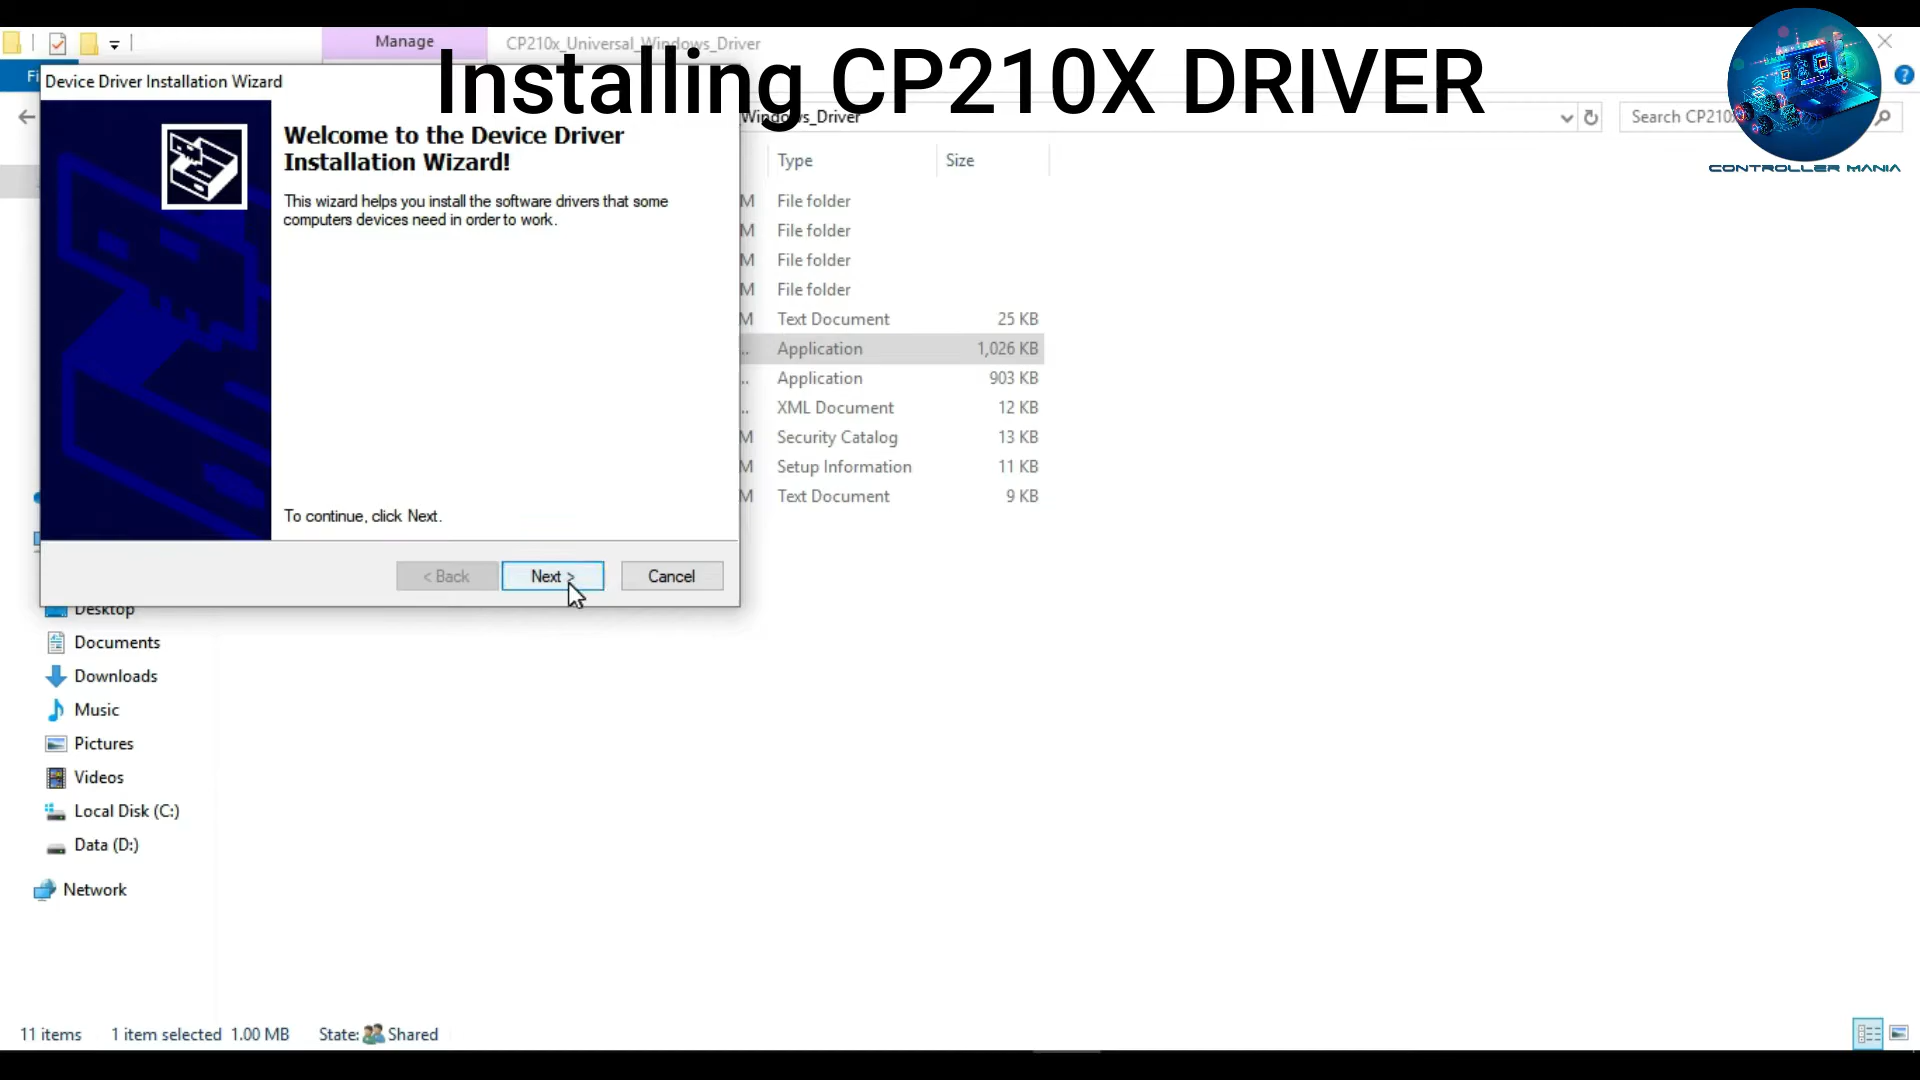 Manage
CP210x_Universal_Windows_Driver
Installing CP210X DRIVER
Fi
Device Driver Installation Wizard
Windows_Driver
Search CP210
CONTROLLER MANIA
Welcome to the Device Driver
Installation Wizard!
This wizard helps you install the software drivers that some
computers devices need in order to work.
To continue, click Next.
< Back
Next >
Cancel
Type Size
M File folder
M File folder
M File folder
M File folder
M Text Document 25 KB
.. Application 1,026 KB
.. Application 903 KB
.. XML Document 12 KB
M Security Catalog 13 KB
M Setup Information 11 KB
M Text Document 9 KB
Desktop
Documents
Downloads
Music
Pictures
Videos
Local Disk (C:)
Data (D:)
Network
11 items 1 item selected 1.00 MB State: Shared